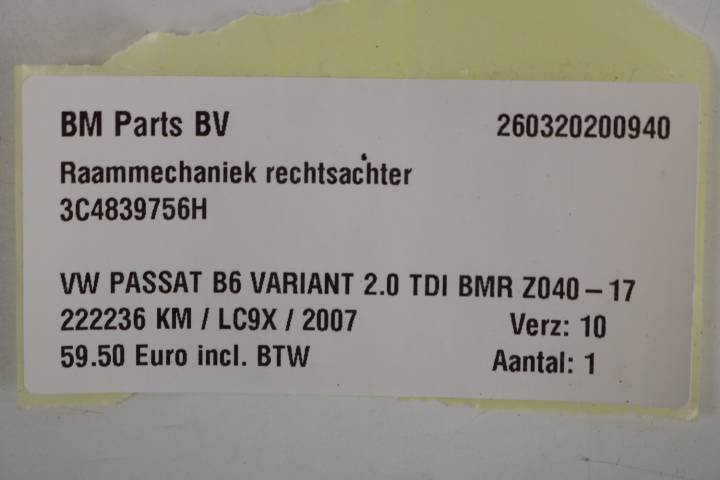 BM Parts BV 260320200940
Raammechaniek rechtsachter
3C4839756H
VW PASSAT B6 VARIANT 2.0 TDI BMR Z040-17
222236 KM / LC9X / 2007 Verz: 10
59.50 Euro incl. BTW Aantal: 1